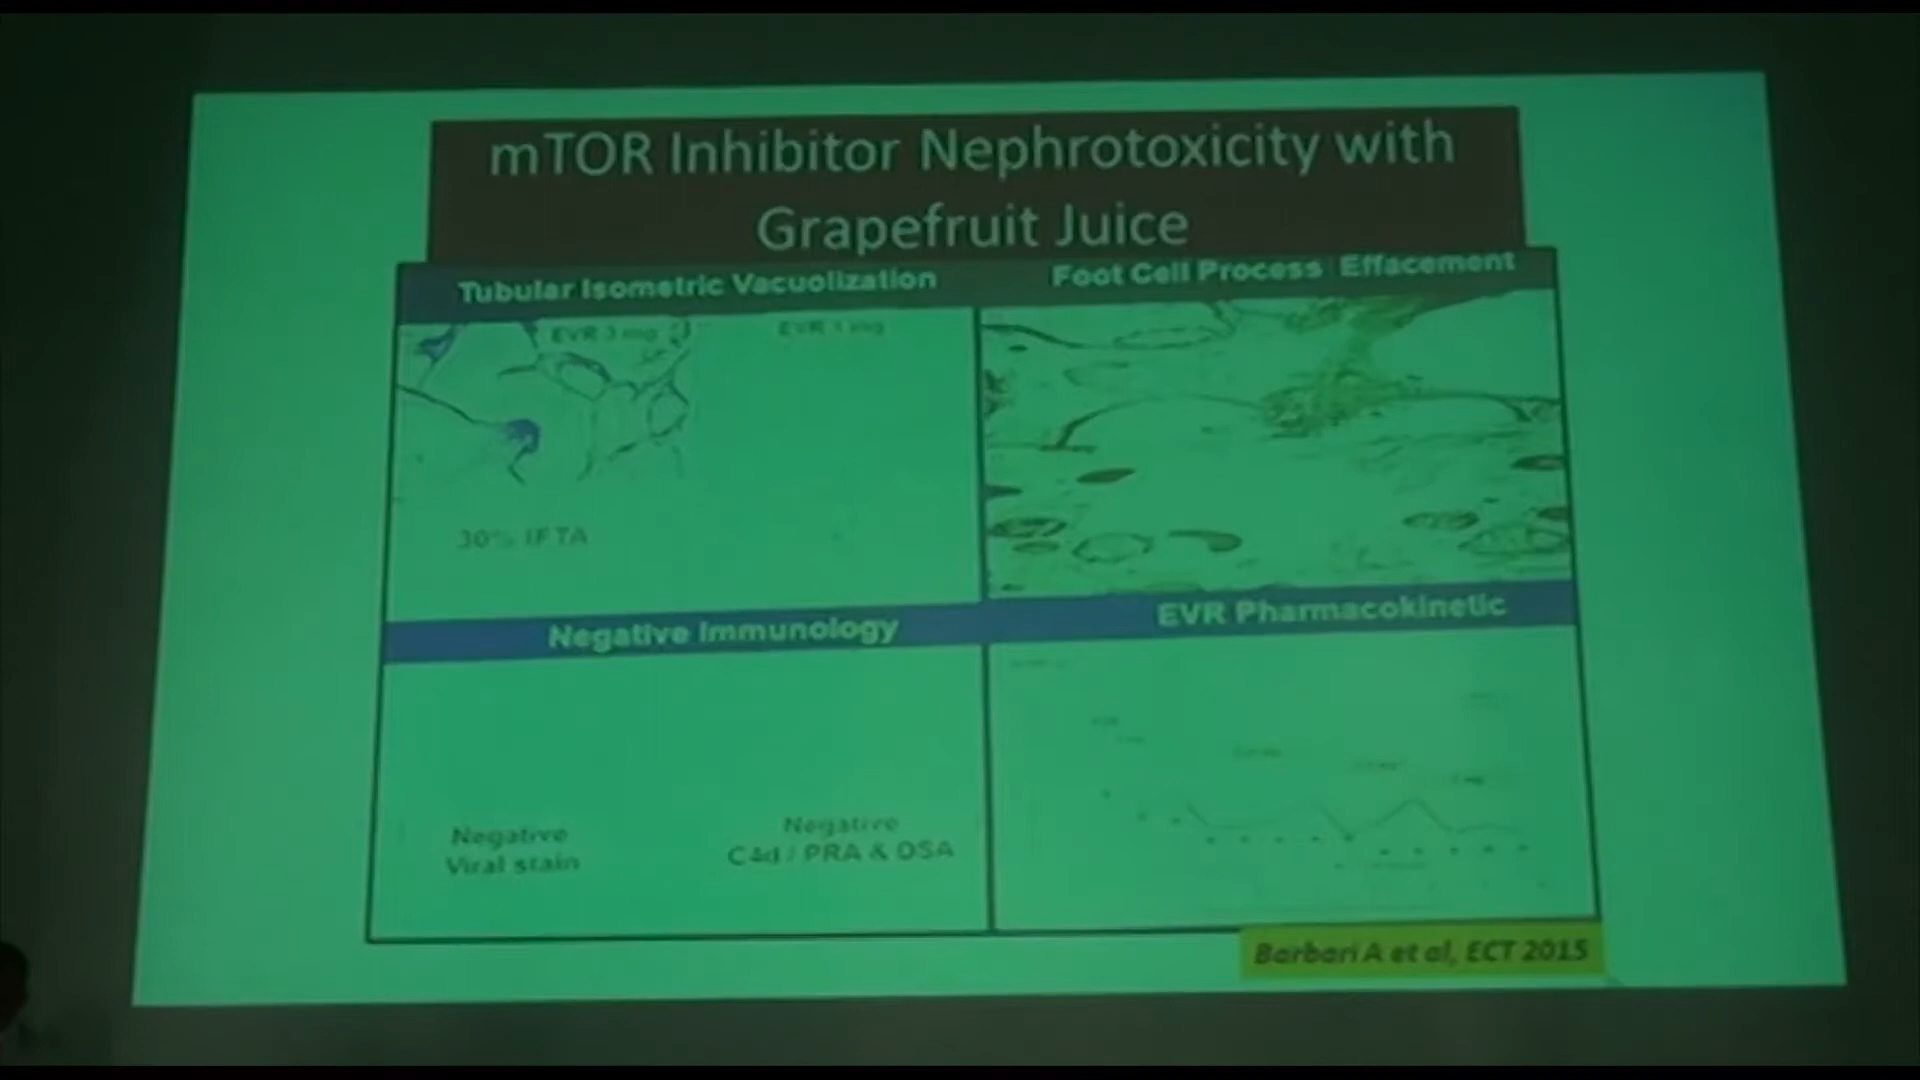 mTOR Inhibitor Nephrotoxicity with
Grapefruit Juice
Tubular Isometric Vacuolization
Foot Cell Process Effacement
EVR 3 mg
EVR 1 mg
30% IFTA
Negative Immunology
EVR Pharmacokinetic
Negative
Viral stain
Negative
C4d / PRA & DSA
Barbari A et al, ECT 2015